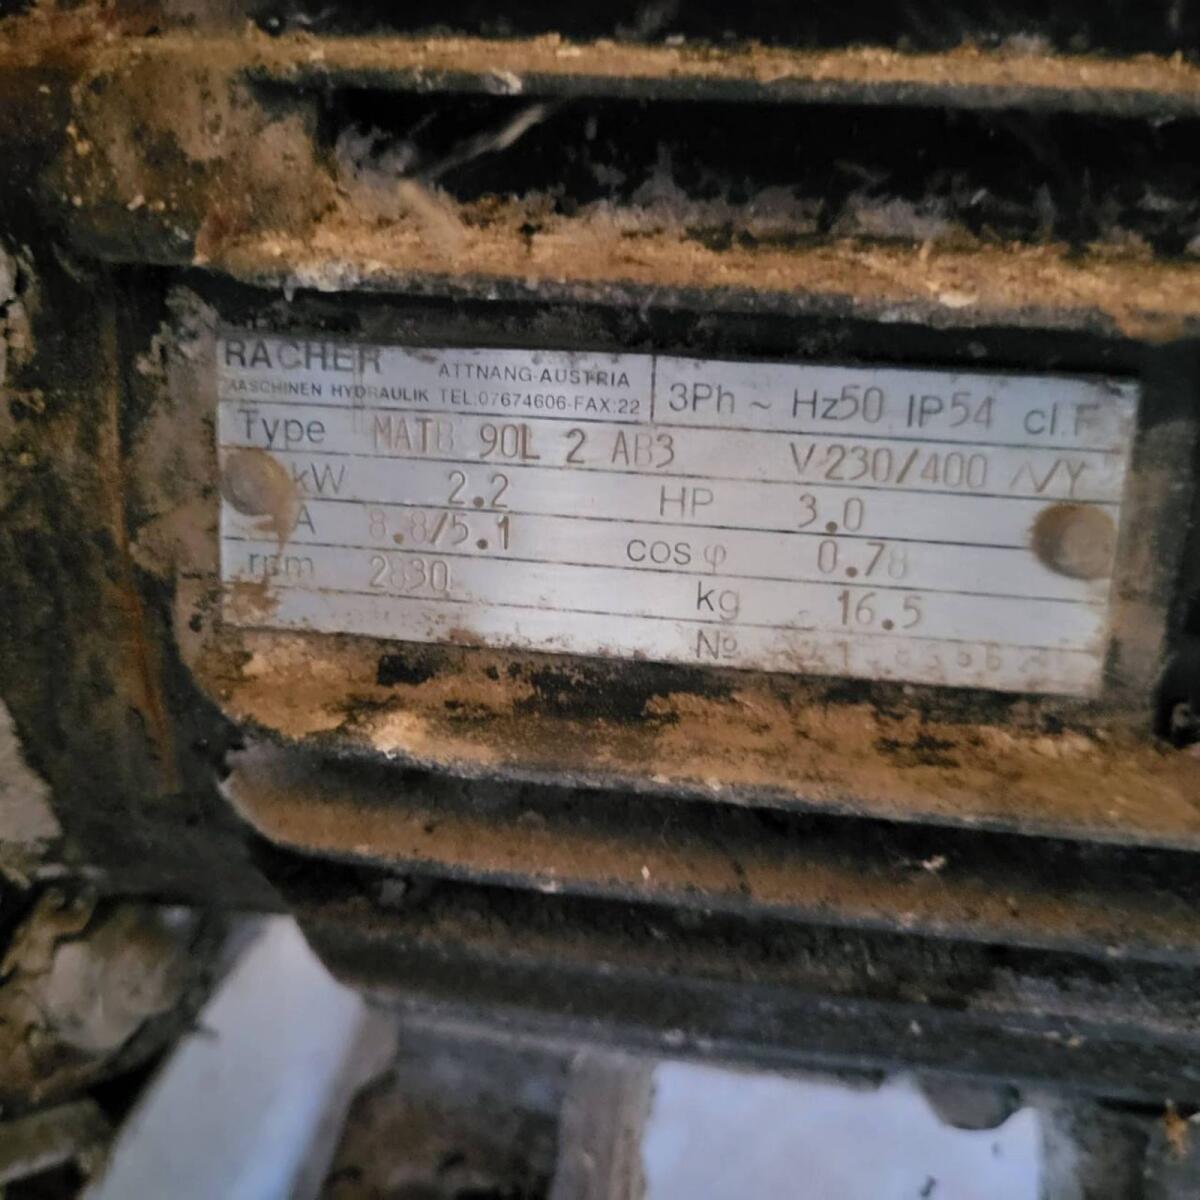 RACHER ATTNANG-AUSTRIA
MASCHINEN HYDRAULIK TEL:07674606-FAX:22
3Ph ~ Hz50 IP54 cl.F
Type MATB 90L 2 AB3 V 230/400 Δ/Y
kW 2.2 HP 3.0
A 8.8/5.1 cos φ 0.78
rpm 2830 kg 16.5
Nº